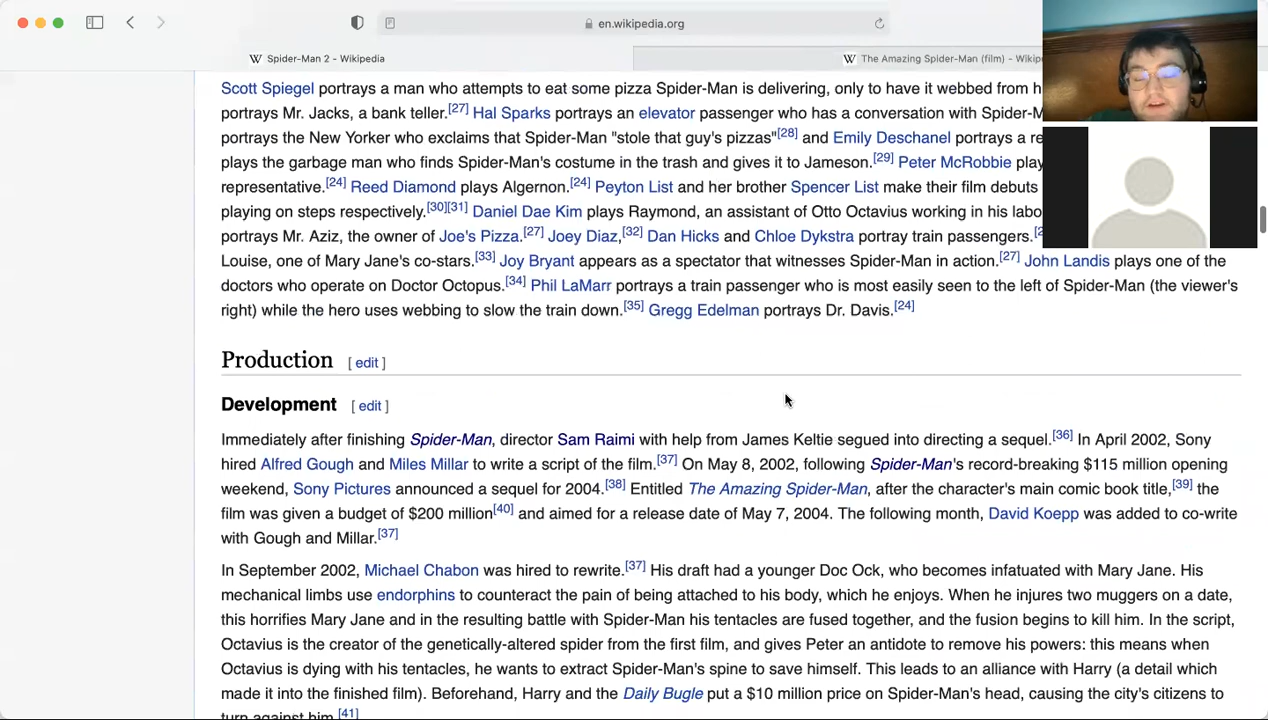 en.wikipedia.org
Spider-Man 2 - Wikipedia
The Amazing Spider-Man (film) - Wikip
Scott Spiegel portrays a man who attempts to eat some pizza Spider-Man is delivering, only to have it webbed from h
portrays Mr. Jacks, a bank teller.[27] Hal Sparks portrays an elevator passenger who has a conversation with Spider-M
portrays the New Yorker who exclaims that Spider-Man "stole that guy's pizzas"[28] and Emily Deschanel portrays a re
plays the garbage man who finds Spider-Man's costume in the trash and gives it to Jameson.[29] Peter McRobbie play
representative.[24] Reed Diamond plays Algernon.[24] Peyton List and her brother Spencer List make their film debuts
playing on steps respectively.[30][31] Daniel Dae Kim plays Raymond, an assistant of Otto Octavius working in his labo
portrays Mr. Aziz, the owner of Joe's Pizza.[27] Joey Diaz,[32] Dan Hicks and Chloe Dykstra portray train passengers.[2
Louise, one of Mary Jane's co-stars.[33] Joy Bryant appears as a spectator that witnesses Spider-Man in action.[27] John Landis plays one of the
doctors who operate on Doctor Octopus.[34] Phil LaMarr portrays a train passenger who is most easily seen to the left of Spider-Man (the viewer's
right) while the hero uses webbing to slow the train down.[35] Gregg Edelman portrays Dr. Davis.[24]
Production [ edit ]
Development [ edit ]
Immediately after finishing Spider-Man, director Sam Raimi with help from James Keltie segued into directing a sequel.[36] In April 2002, Sony
hired Alfred Gough and Miles Millar to write a script of the film.[37] On May 8, 2002, following Spider-Man's record-breaking $115 million opening
weekend, Sony Pictures announced a sequel for 2004.[38] Entitled The Amazing Spider-Man, after the character's main comic book title,[39] the
film was given a budget of $200 million[40] and aimed for a release date of May 7, 2004. The following month, David Koepp was added to co-write
with Gough and Millar.[37]
In September 2002, Michael Chabon was hired to rewrite.[37] His draft had a younger Doc Ock, who becomes infatuated with Mary Jane. His
mechanical limbs use endorphins to counteract the pain of being attached to his body, which he enjoys. When he injures two muggers on a date,
this horrifies Mary Jane and in the resulting battle with Spider-Man his tentacles are fused together, and the fusion begins to kill him. In the script,
Octavius is the creator of the genetically-altered spider from the first film, and gives Peter an antidote to remove his powers: this means when
Octavius is dying with his tentacles, he wants to extract Spider-Man's spine to save himself. This leads to an alliance with Harry (a detail which
made it into the finished film). Beforehand, Harry and the Daily Bugle put a $10 million price on Spider-Man's head, causing the city's citizens to
turn against him.[41]